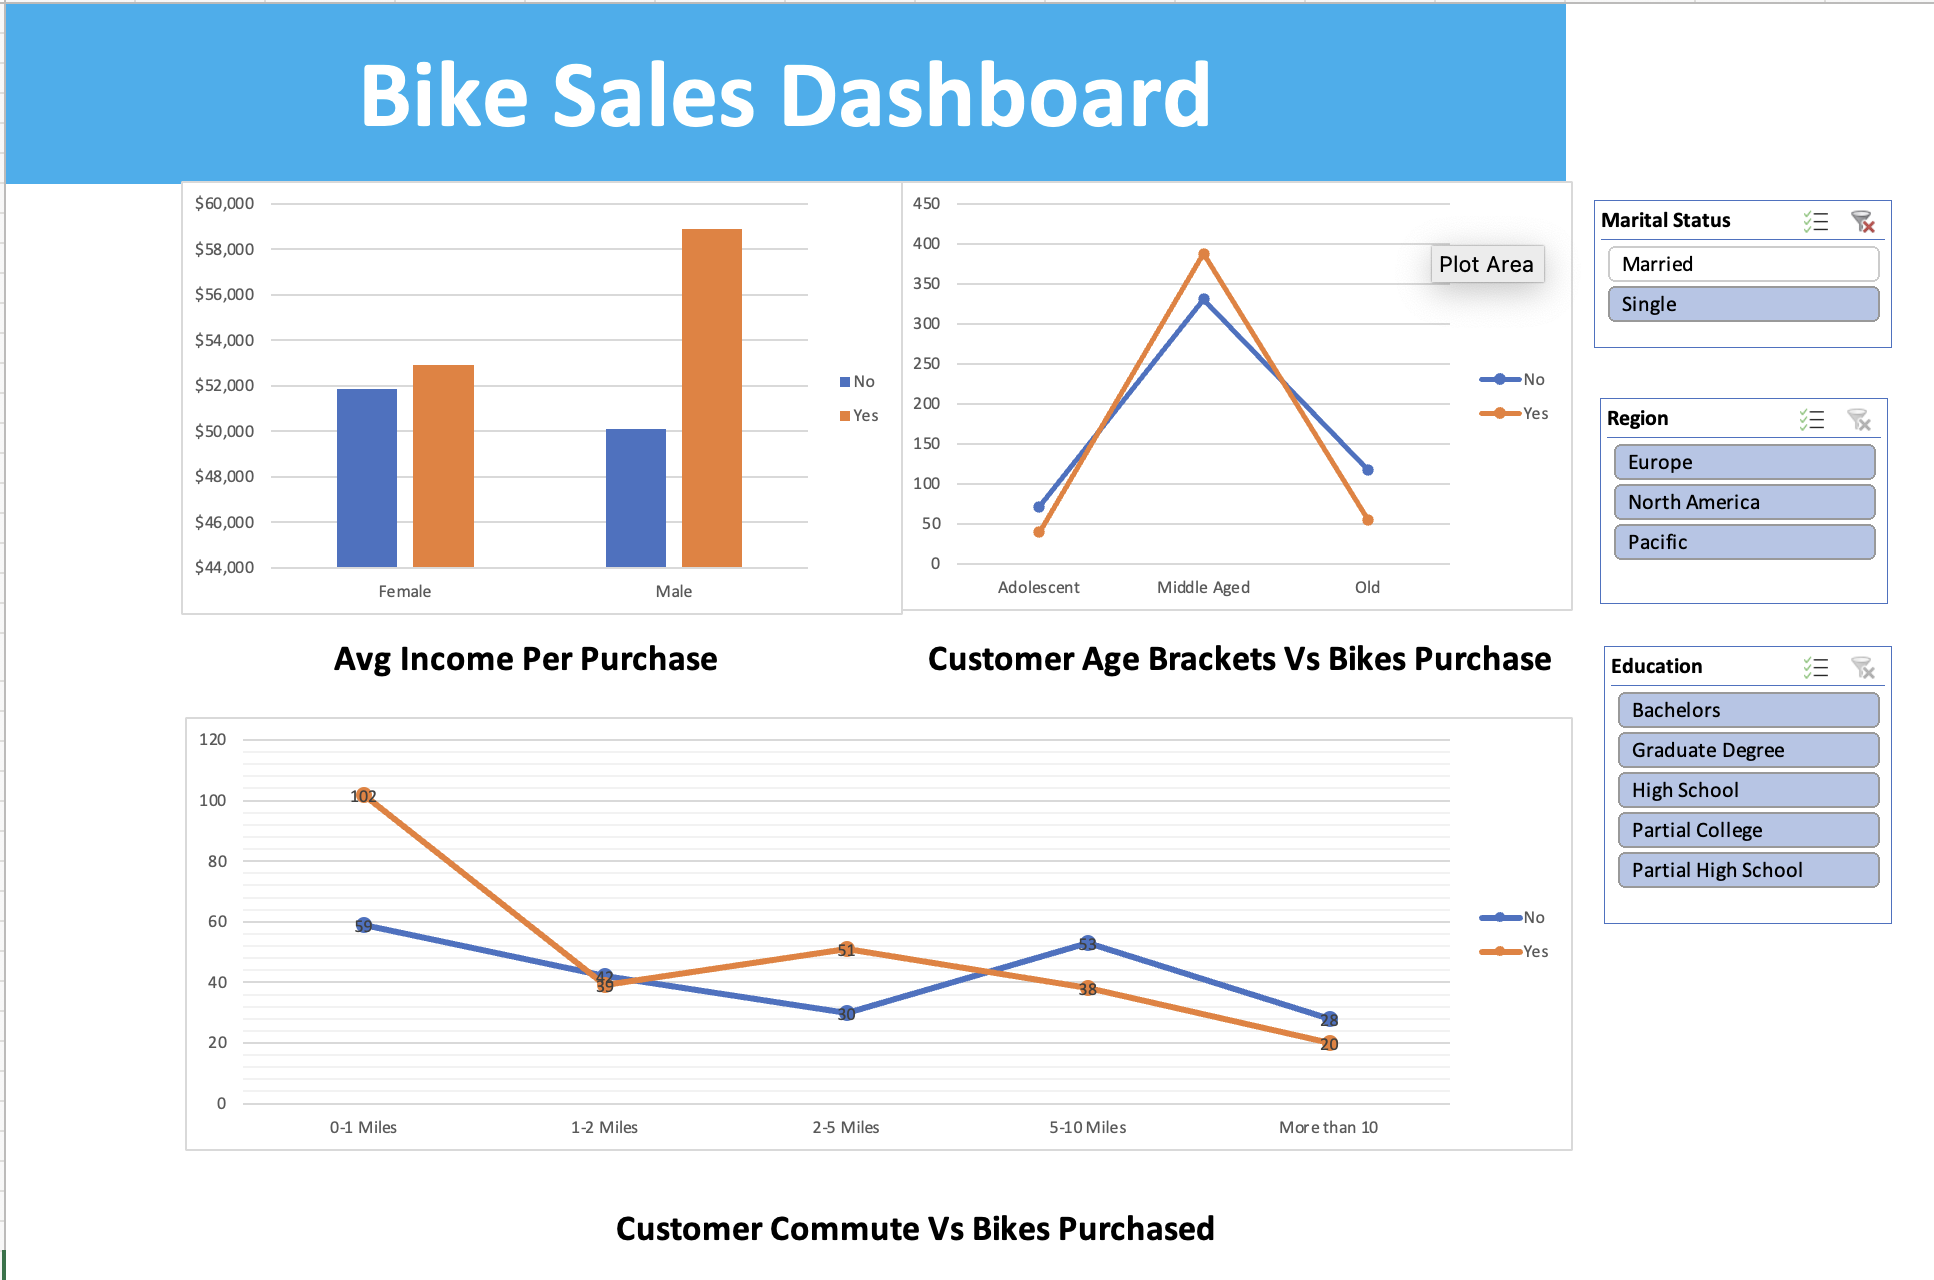 Bike Sales Dashboard
$60,000
$58,000
$56,000
$54,000
$52,000
$50,000
$48,000
$46,000
$44,000
Female
Male
No
Yes
Avg Income Per Purchase
450
400
350
300
250
200
150
100
50
0
Adolescent
Middle Aged
Old
Plot Area
No
Yes
Customer Age Brackets Vs Bikes Purchase
120
100
80
60
40
20
0
102
59
42
39
51
30
53
38
28
20
0-1 Miles
1-2 Miles
2-5 Miles
5-10 Miles
More than 10
No
Yes
Customer Commute Vs Bikes Purchased
Marital Status
Married
Single
Region
Europe
North America
Pacific
Education
Bachelors
Graduate Degree
High School
Partial College
Partial High School